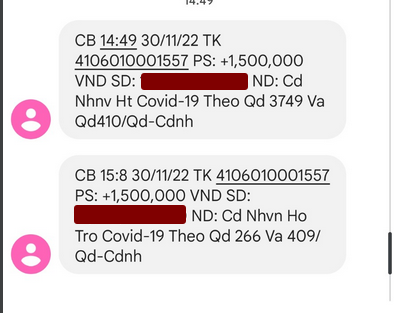 14:49
CB 14:49 30/11/22 TK
4106010001557 PS: +1,500,000
VND SD: ND: Cd
Nhnv Ht Covid-19 Theo Qd 3749 Va
Qd410/Qd-Cdnh
CB 15:8 30/11/22 TK 4106010001557
PS: +1,500,000 VND SD:
ND: Cd Nhvn Ho
Tro Covid-19 Theo Qd 266 Va 409/
Qd-Cdnh